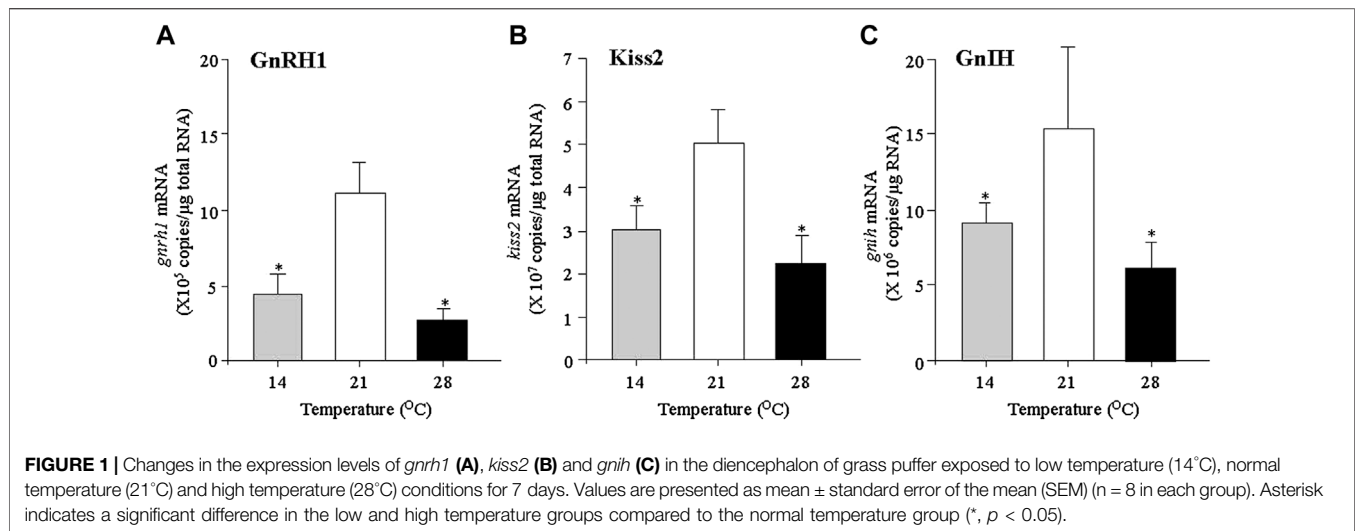 A
GnRH1
20
15
10
5
0
gnrh1 mRNA
(X10⁵ copies/µg total RNA)
*
*
14 21 28
Temperature (ᴼC)
B
Kiss2
7
6
5
4
3
2
1
0
kiss2 mRNA
(X 10⁷ copies/µg total RNA)
*
*
14 21 28
Temperature (ᴼC)
C
GnIH
20
15
10
5
0
gnih mRNA
(X 10⁶ copies/µg RNA)
*
*
14 21 28
Temperature (ᴼC)
FIGURE 1 | Changes in the expression levels of gnrh1 (A), kiss2 (B) and gnih (C) in the diencephalon of grass puffer exposed to low temperature (14°C), normal
temperature (21°C) and high temperature (28°C) conditions for 7 days. Values are presented as mean ± standard error of the mean (SEM) (n = 8 in each group). Asterisk
indicates a significant difference in the low and high temperature groups compared to the normal temperature group (*, p < 0.05).